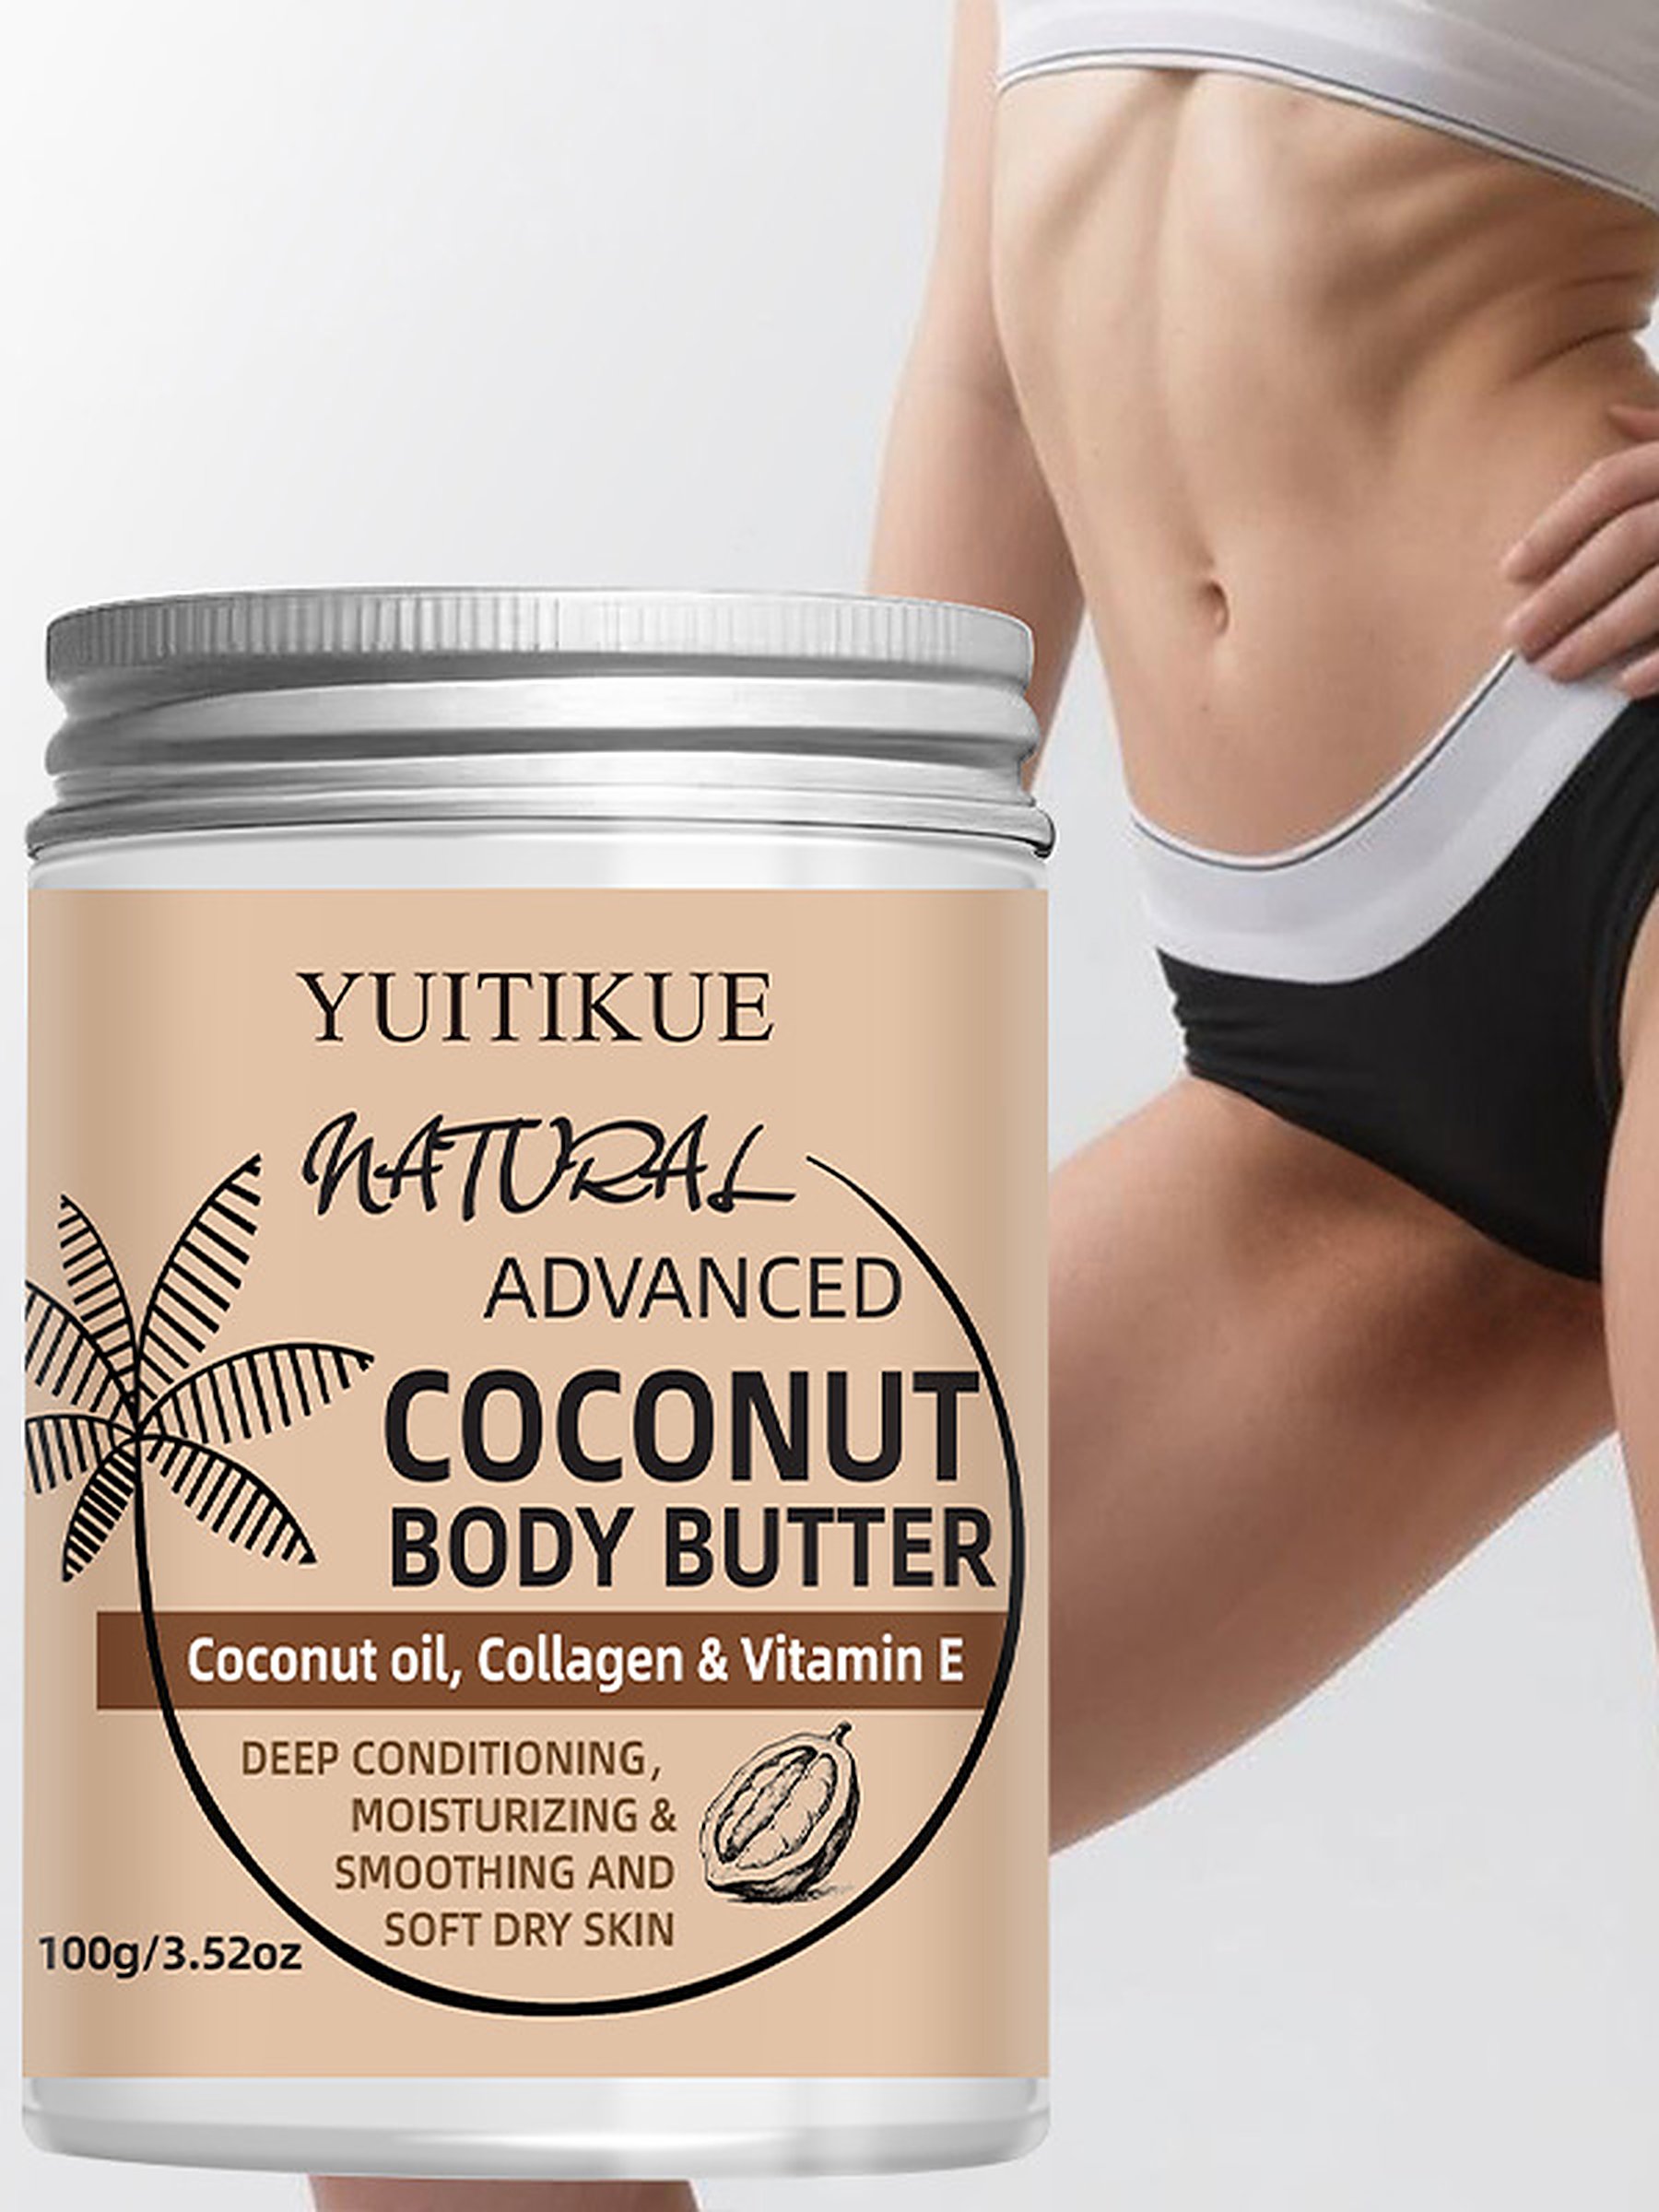 YUITIKUE
NATURAL
ADVANCED
COCONUT
BODY BUTTER
Coconut oil, Collagen & Vitamin E
DEEP CONDITIONING,
MOISTURIZING &
SMOOTHING AND
SOFT DRY SKIN
100g/3.52oz